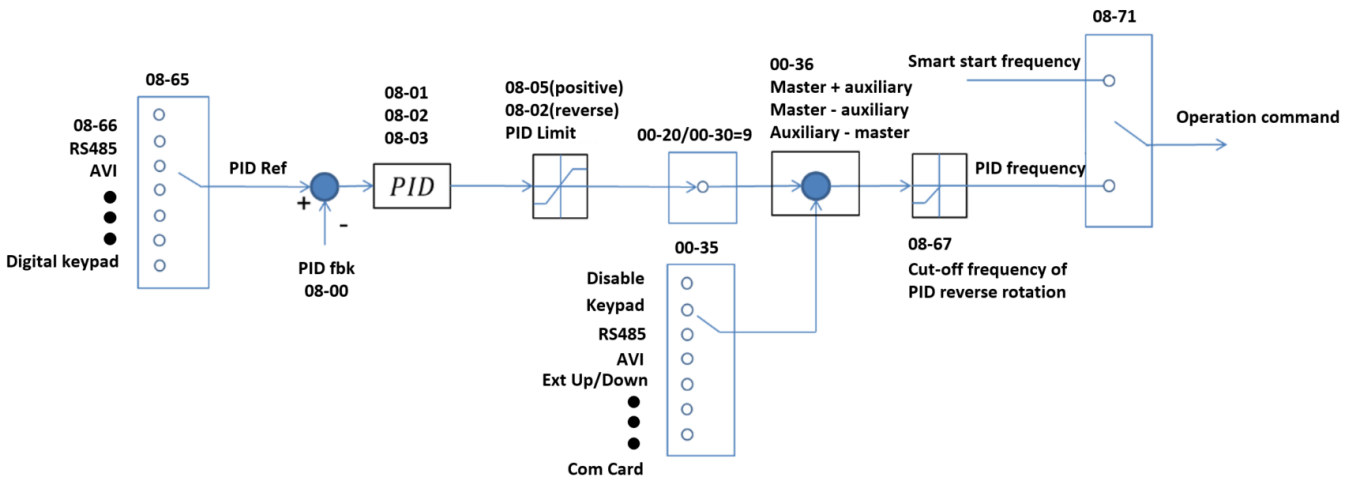 08-65
08-66
RS485
AVI
Digital keypad
PID Ref
+
-
PID fbk
08-00
08-01
08-02
08-03
PID
08-05(positive)
08-02(reverse)
PID Limit
00-20/00-30=9
00-36
Master + auxiliary
Master - auxiliary
Auxiliary - master
00-35
Disable
Keypad
RS485
AVI
Ext Up/Down
Com Card
08-67
Cut-off frequency of
PID reverse rotation
PID frequency
Smart start frequency
08-71
Operation command